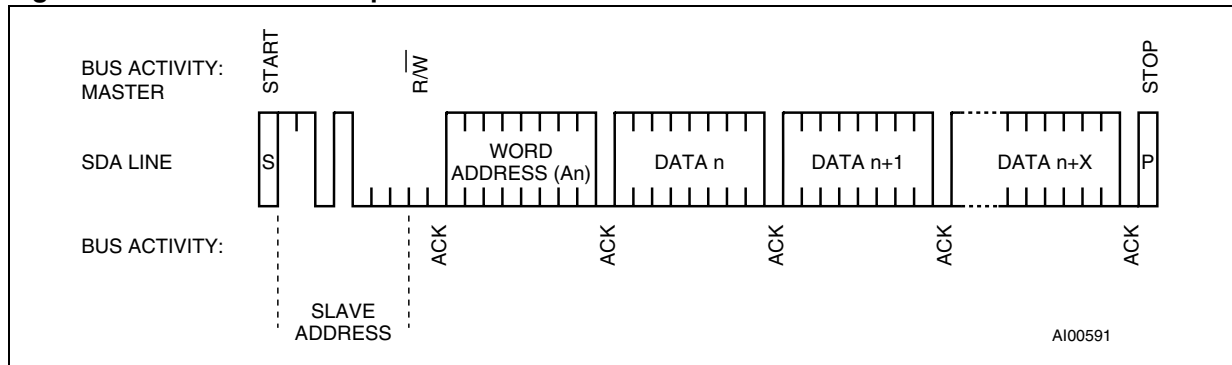 BUS ACTIVITY:
MASTER
START
R/W
STOP
SDA LINE
S
WORD
ADDRESS (An)
DATA n
DATA n+1
DATA n+X
P
BUS ACTIVITY:
ACK
ACK
ACK
ACK
ACK
SLAVE
ADDRESS
AI00591